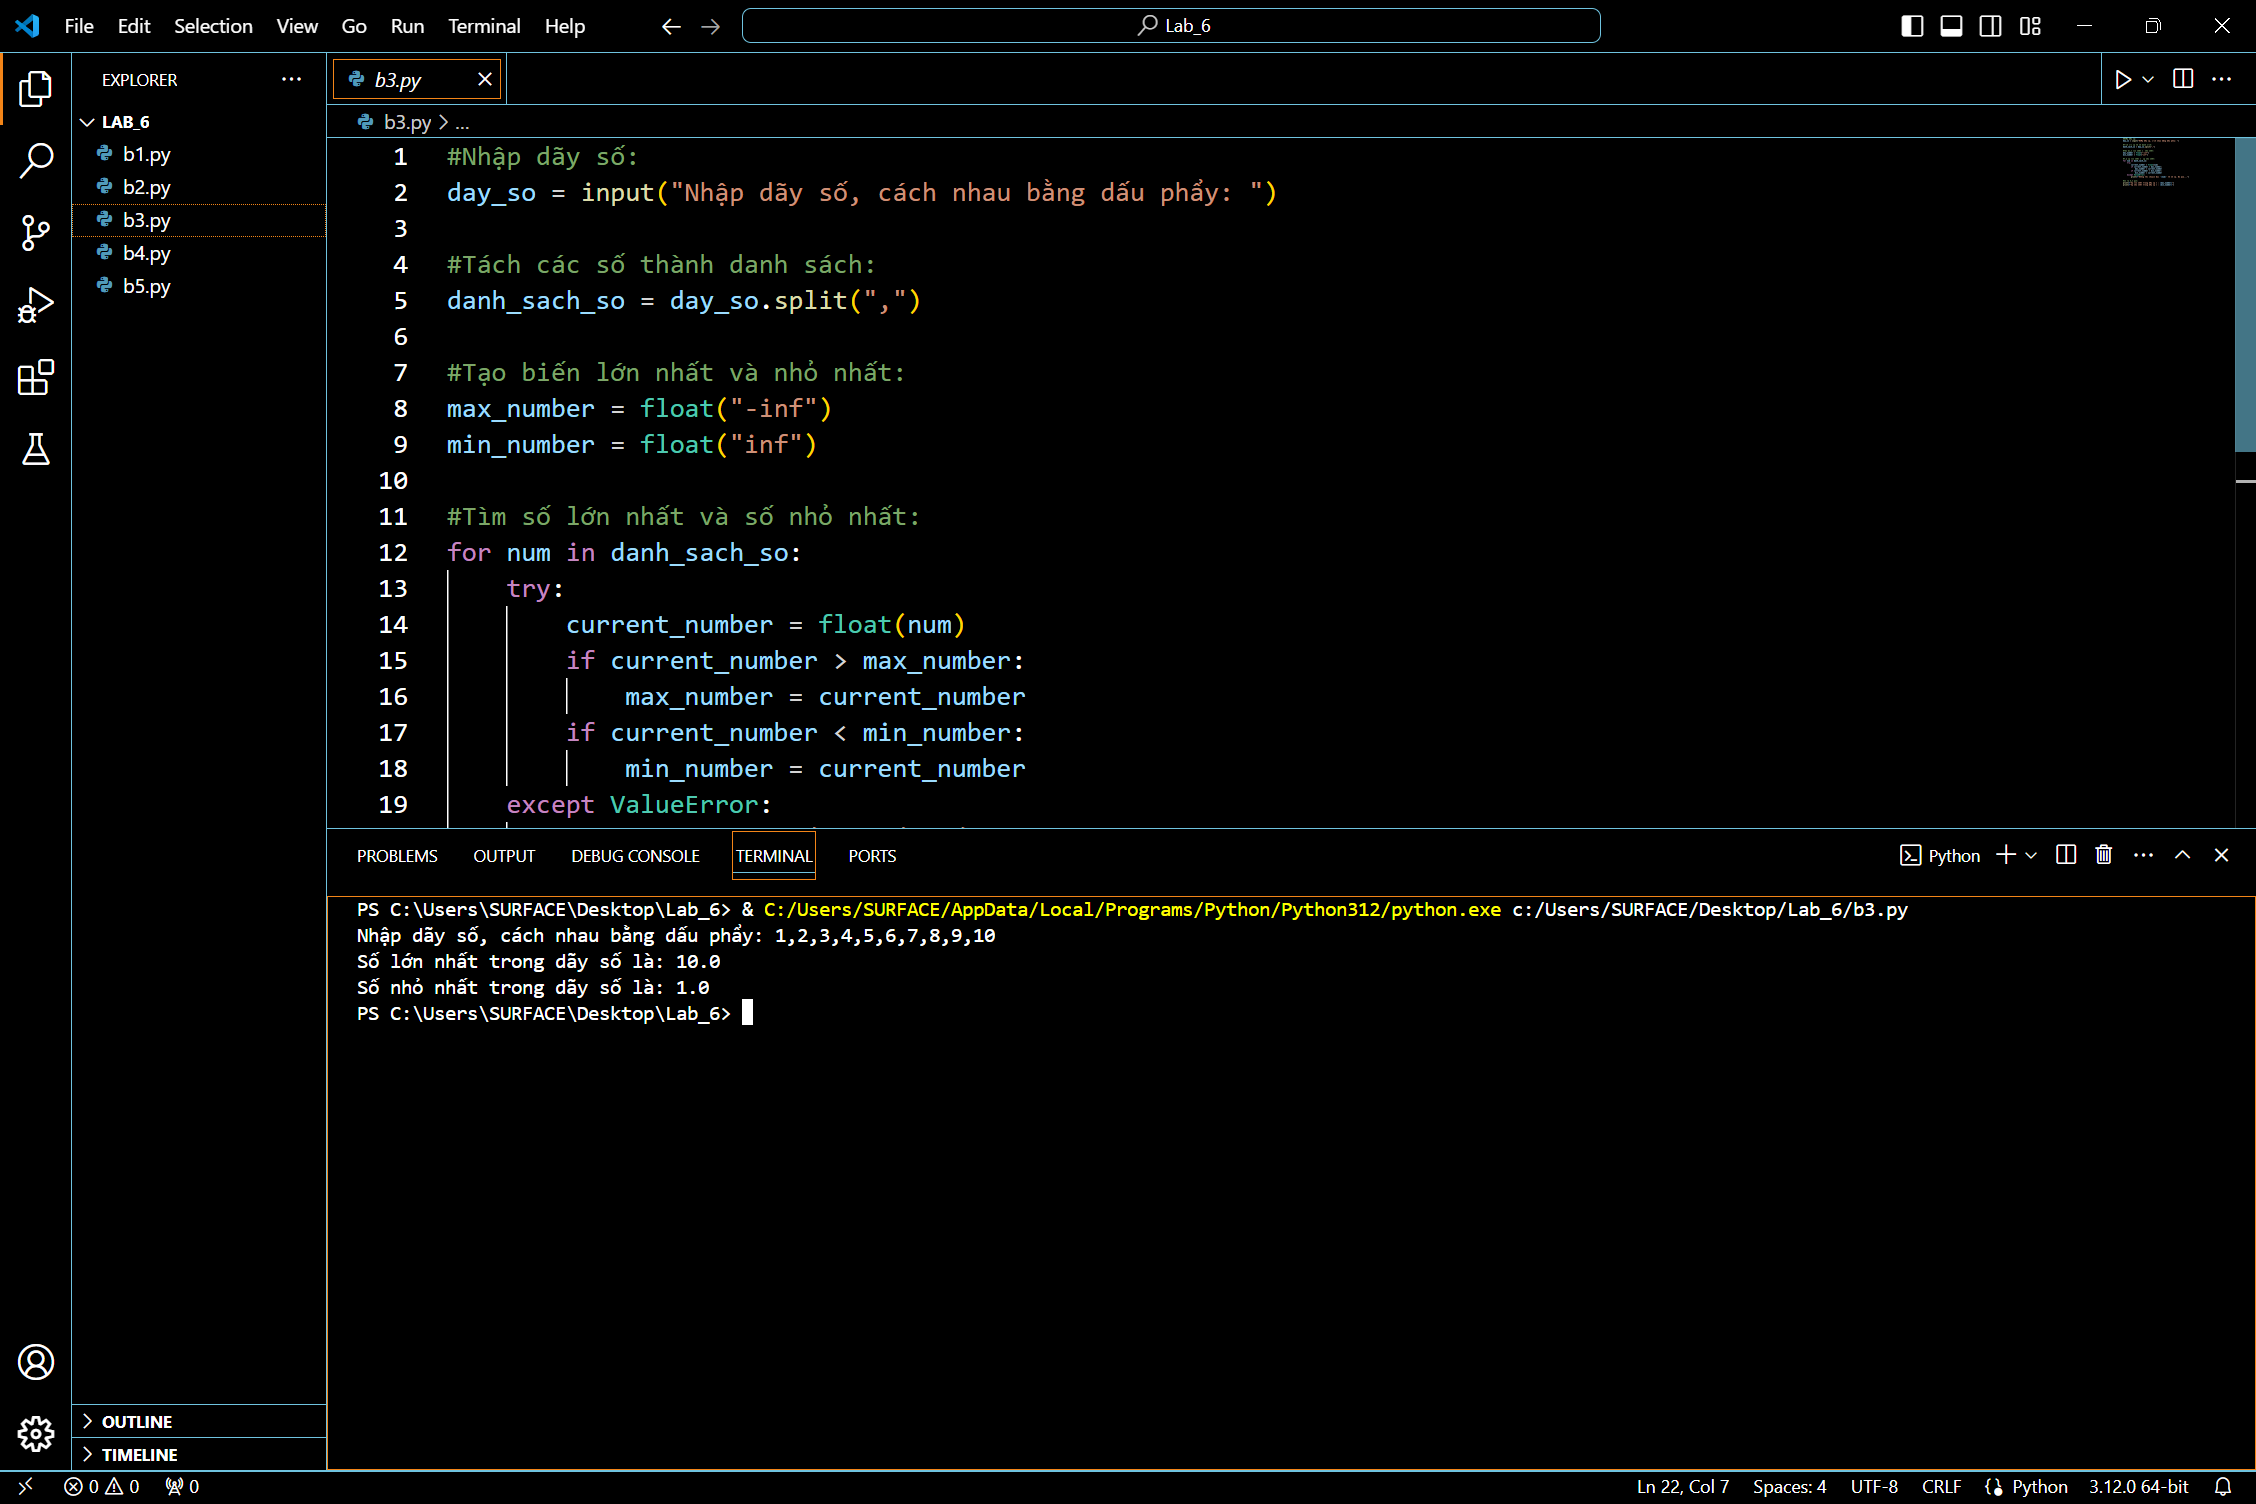 File Edit Selection View Go Run Terminal Help
Lab_6
EXPLORER
LAB_6
b1.py
b2.py
b3.py
b4.py
b5.py
OUTLINE
TIMELINE
b3.py
b3.py > ...
1 #Nhập dãy số:
2 day_so = input("Nhập dãy số, cách nhau bằng dấu phẩy: ")
3
4 #Tách các số thành danh sách:
5 danh_sach_so = day_so.split(",")
6
7 #Tạo biến lớn nhất và nhỏ nhất:
8 max_number = float("-inf")
9 min_number = float("inf")
10
11 #Tìm số lớn nhất và số nhỏ nhất:
12 for num in danh_sach_so:
13     try:
14         current_number = float(num)
15         if current_number > max_number:
16             max_number = current_number
17         if current_number < min_number:
18             min_number = current_number
19     except ValueError:
PROBLEMS OUTPUT DEBUG CONSOLE TERMINAL PORTS
Python
PS C:\Users\SURFACE\Desktop\Lab_6> & C:/Users/SURFACE/AppData/Local/Programs/Python/Python312/python.exe c:/Users/SURFACE/Desktop/Lab_6/b3.py
Nhập dãy số, cách nhau bằng dấu phẩy: 1,2,3,4,5,6,7,8,9,10
Số lớn nhất trong dãy số là: 10.0
Số nhỏ nhất trong dãy số là: 1.0
PS C:\Users\SURFACE\Desktop\Lab_6>
0 0 0 Ln 22, Col 7 Spaces: 4 UTF-8 CRLF Python 3.12.0 64-bit